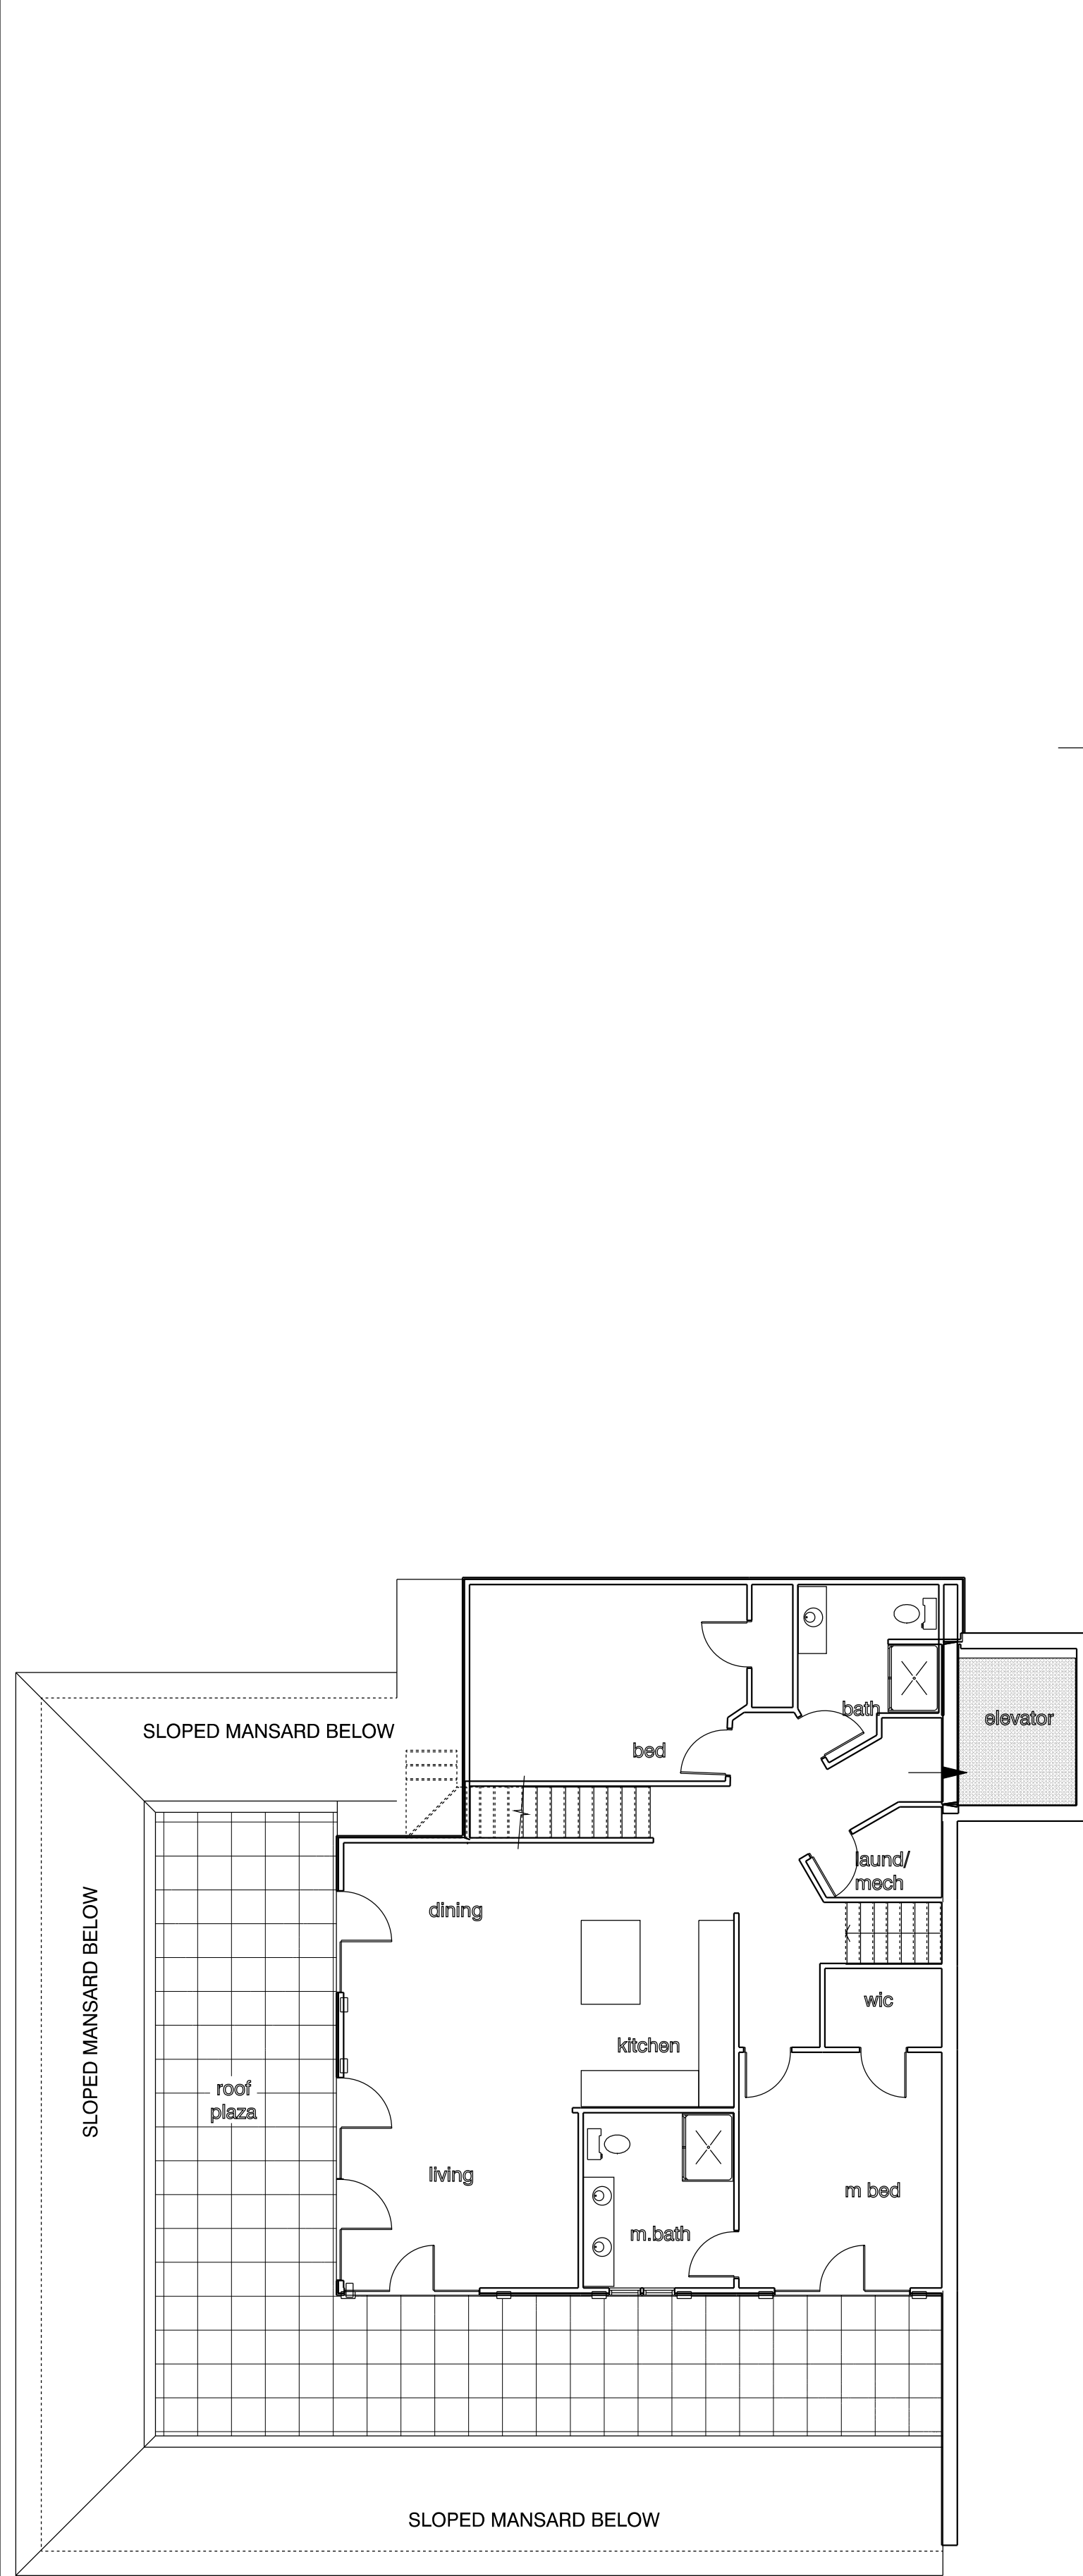 bath
elevator
SLOPED MANSARD BELOW
bed
laund/
mech
dining
SLOPED MANSARD BELOW
wic
kitchen
roof
plaza
living
m bed
m.bath
SLOPED MANSARD BELOW